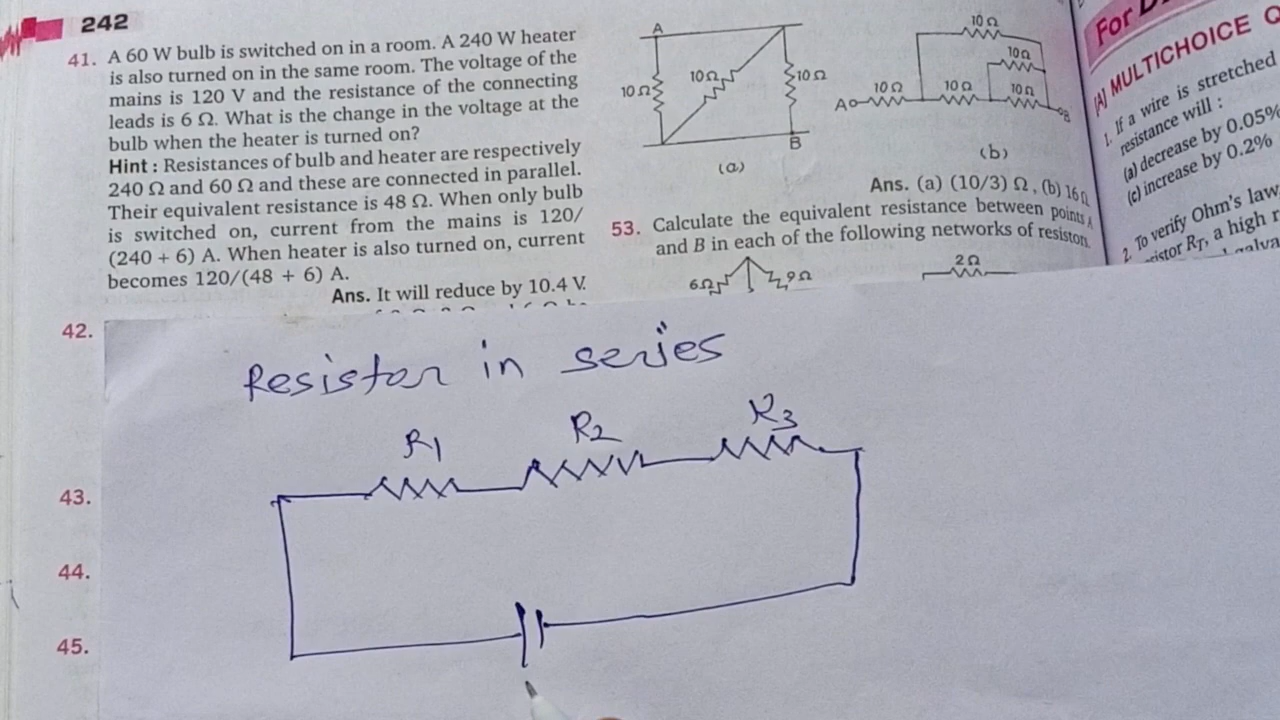 242
41. A 60 W bulb is switched on in a room. A 240 W heater
is also turned on in the same room. The voltage of the
mains is 120 V and the resistance of the connecting
leads is 6 Ω. What is the change in the voltage at the
bulb when the heater is turned on?
Hint : Resistances of bulb and heater are respectively
240 Ω and 60 Ω and these are connected in parallel.
Their equivalent resistance is 48 Ω. When only bulb
is switched on, current from the mains is 120/
(240 + 6) A. When heater is also turned on, current
becomes 120/(48 + 6) A.
Ans. It will reduce by 10.4 V.
42.
43.
44.
45.
A
10 Ω
10 Ω
10 Ω
B
(a)
10 Ω
10 Ω
10 Ω
10 Ω
10 Ω
A
B
(b)
Ans. (a) (10/3) Ω, (b) 16 Ω
53. Calculate the equivalent resistance between points A
and B in each of the following networks of resistors.
6 Ω
9 Ω
2 Ω
For
[A] MULTICHOICE Q
1. If a wire is stretched
resistance will :
(a) decrease by 0.05%
(c) increase by 0.2%
2. To verify Ohm's law
R_T, a high r
Resistor in series
R1
R2
R3